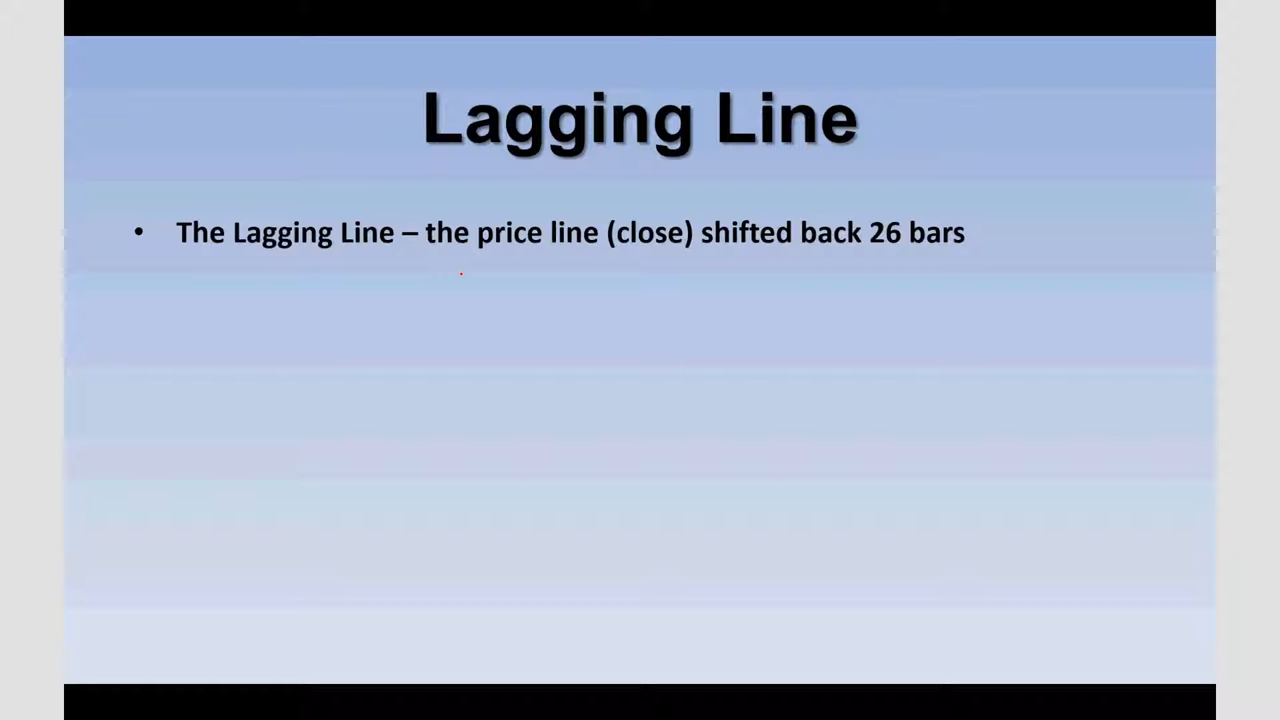 Lagging Line
• The Lagging Line – the price line (close) shifted back 26 bars